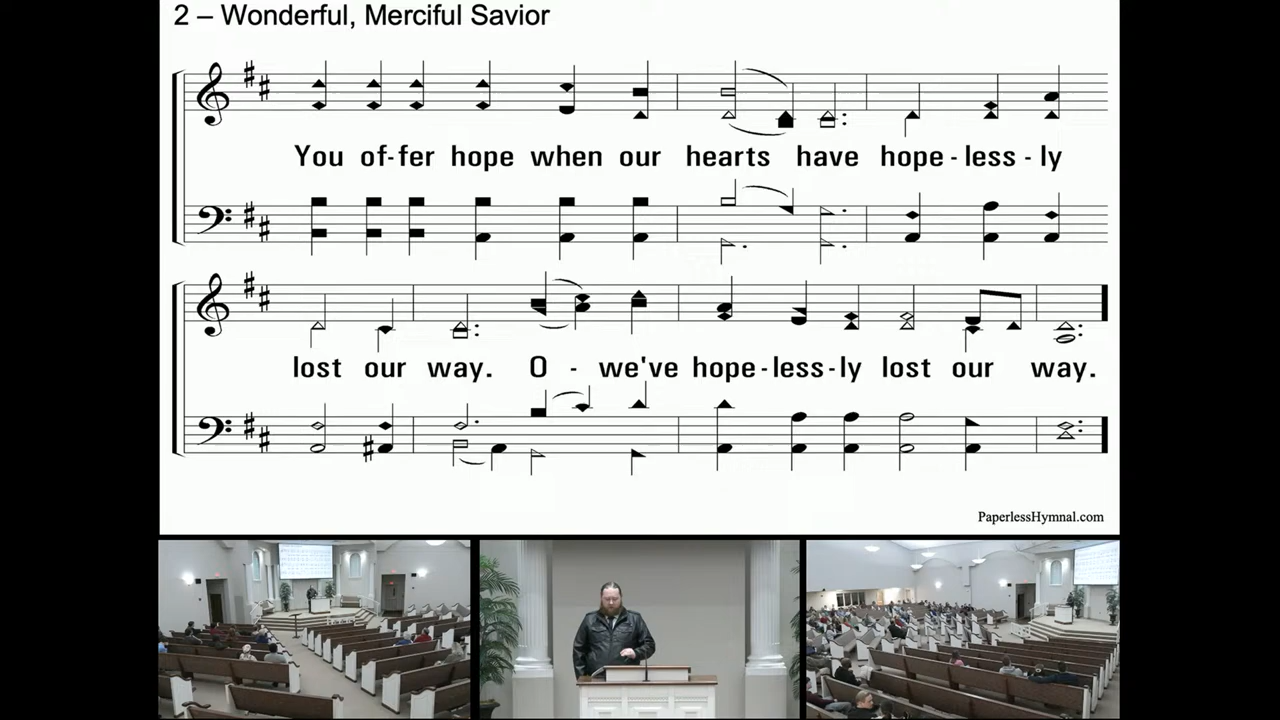 2 – Wonderful, Merciful Savior
You of-fer hope when our hearts have hope-less-ly
lost our way. O - we've hope-less-ly lost our way.
PaperlessHymnal.com